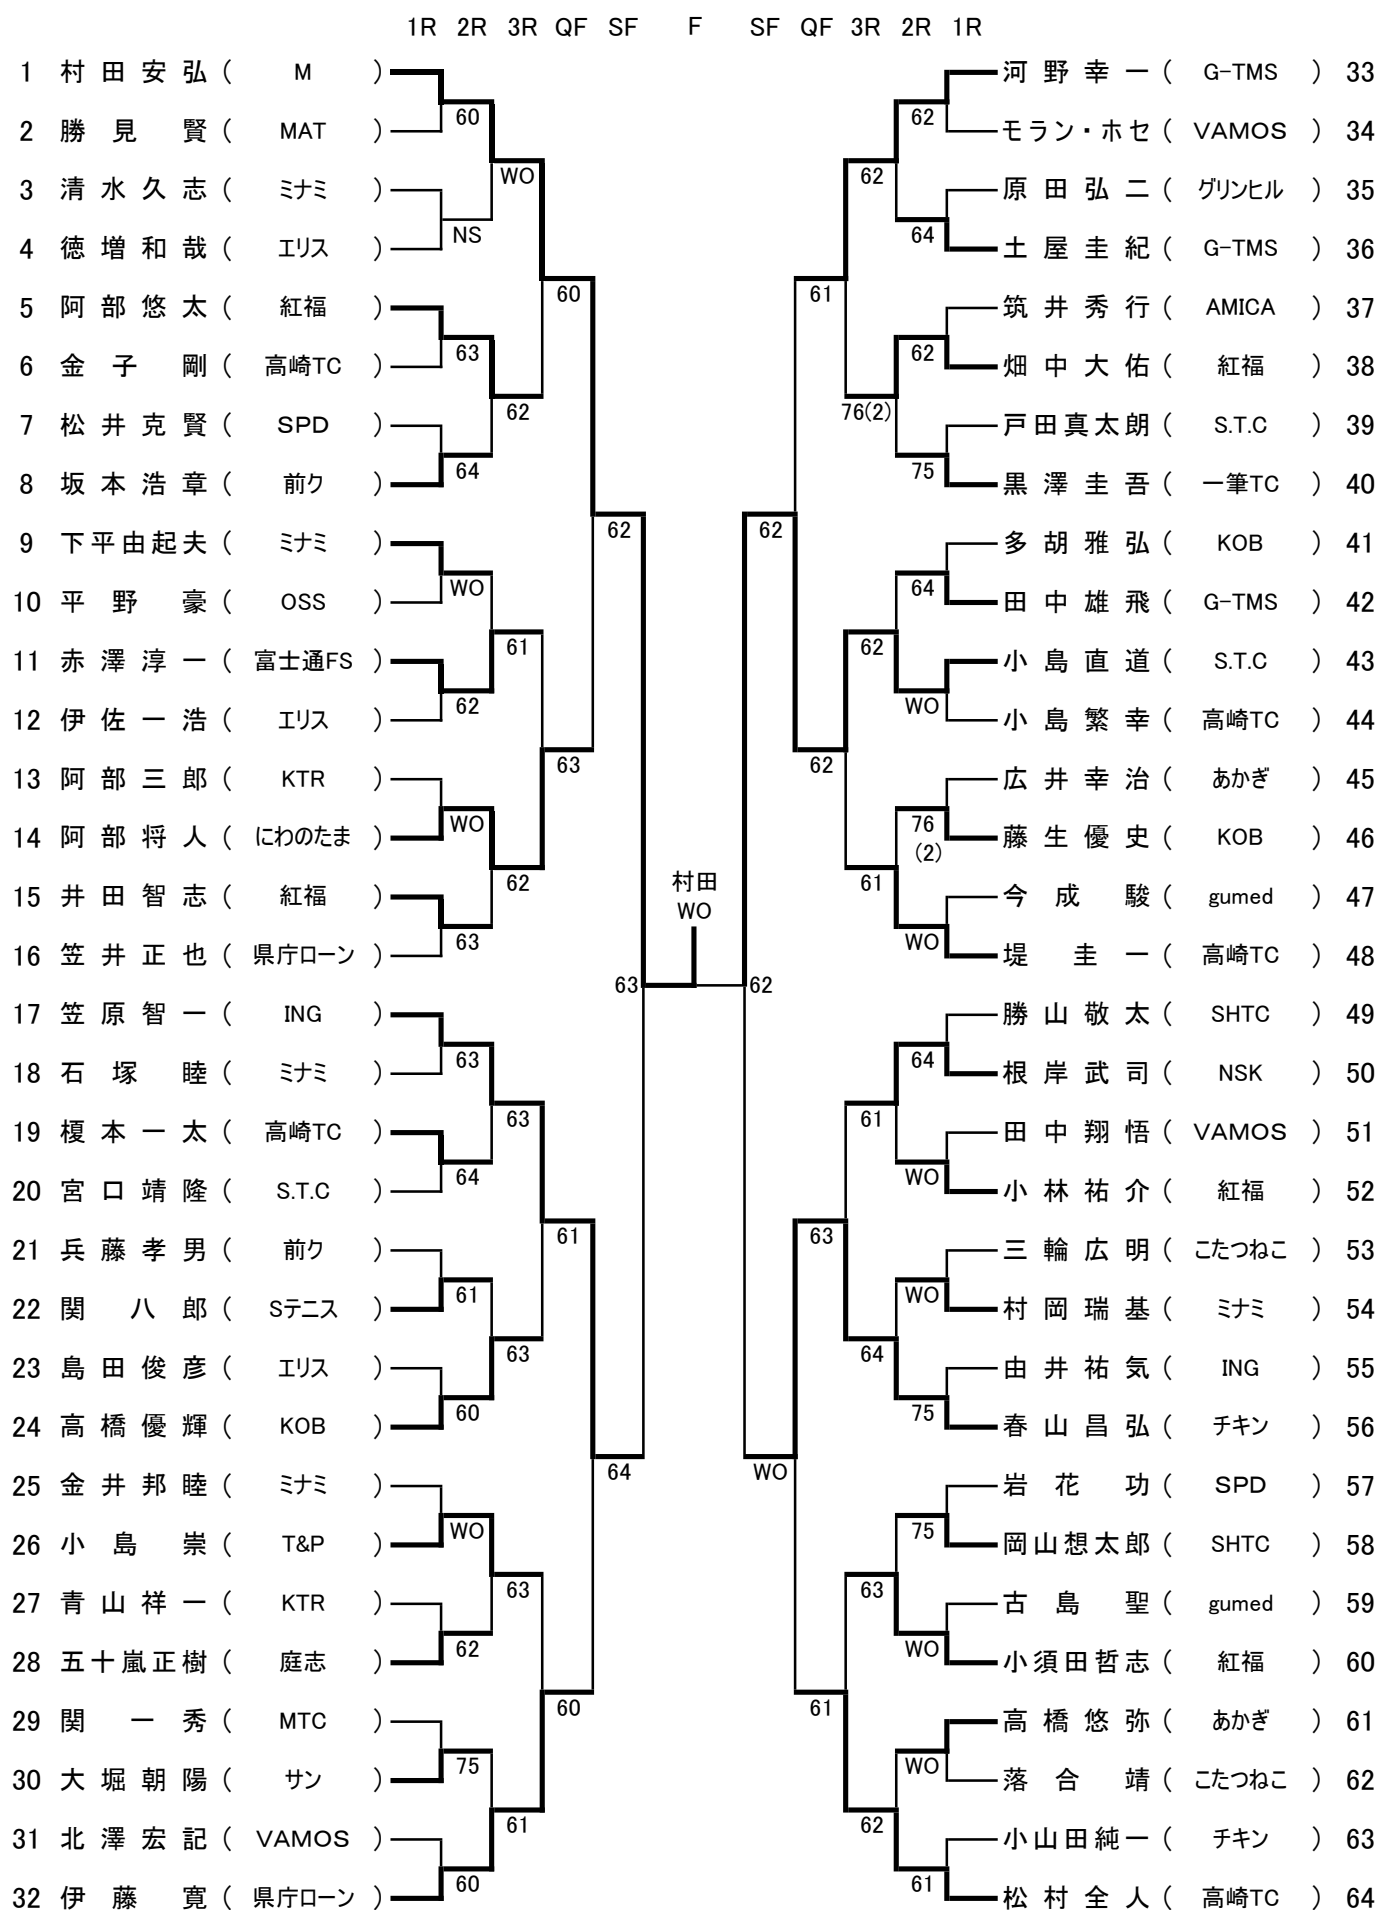 1R 2R 3R QF SF F SF QF 3R 2R 1R
1 村田安弘 ( M )
2 勝見 賢 ( MAT )
3 清水久志 ( ミナミ )
4 徳増和哉 ( エリス )
5 阿部悠太 ( 紅福 )
6 金子 剛 ( 高崎TC )
7 松井克賢 ( SPD )
8 坂本浩章 ( 前ク )
9 下平由起夫 ( ミナミ )
10 平野 豪 ( OSS )
11 赤澤淳一 ( 富士通FS )
12 伊佐一浩 ( エリス )
13 阿部三郎 ( KTR )
14 阿部将人 ( にわのたま )
15 井田智志 ( 紅福 )
16 笠井正也 ( 県庁ローン )
17 笠原智一 ( ING )
18 石塚 睦 ( ミナミ )
19 榎本一太 ( 高崎TC )
20 宮口靖隆 ( S.T.C )
21 兵藤孝男 ( 前ク )
22 関 八郎 ( Sテニス )
23 島田俊彦 ( エリス )
24 高橋優輝 ( KOB )
25 金井邦睦 ( ミナミ )
26 小島 崇 ( T&P )
27 青山祥一 ( KTR )
28 五十嵐正樹 ( 庭志 )
29 関 一秀 ( MTC )
30 大堀朝陽 ( サン )
31 北澤宏記 ( VAMOS )
32 伊藤 寛 ( 県庁ローン )
60
NS
63
64
WO
62
WO
63
63
64
61
60
WO
62
75
60
WO
62
61
62
63
63
63
61
60
63
61
60
62
64
63
村田
WO
62
62
WO
61
62
63
61
62
76(2)
62
61
61
64
63
62
62
64
62
75
64
WO
76
(2)
WO
64
WO
WO
75
75
WO
WO
61
河野幸一 ( G-TMS ) 33
モラン・ホセ ( VAMOS ) 34
原田弘二 ( グリンヒル ) 35
土屋圭紀 ( G-TMS ) 36
筑井秀行 ( AMICA ) 37
畑中大佑 ( 紅福 ) 38
戸田真太朗 ( S.T.C ) 39
黒澤圭吾 ( 一筆TC ) 40
多胡雅弘 ( KOB ) 41
田中雄飛 ( G-TMS ) 42
小島直道 ( S.T.C ) 43
小島繁幸 ( 高崎TC ) 44
広井幸治 ( あかぎ ) 45
藤生優史 ( KOB ) 46
今成 駿 ( gumed ) 47
堤 圭一 ( 高崎TC ) 48
勝山敬太 ( SHTC ) 49
根岸武司 ( NSK ) 50
田中翔悟 ( VAMOS ) 51
小林祐介 ( 紅福 ) 52
三輪広明 ( こたつねこ ) 53
村岡瑞基 ( ミナミ ) 54
由井祐気 ( ING ) 55
春山昌弘 ( チキン ) 56
岩花 功 ( SPD ) 57
岡山想太郎 ( SHTC ) 58
古島 聖 ( gumed ) 59
小須田哲志 ( 紅福 ) 60
高橋悠弥 ( あかぎ ) 61
落合 靖 ( こたつねこ ) 62
小山田純一 ( チキン ) 63
松村全人 ( 高崎TC ) 64